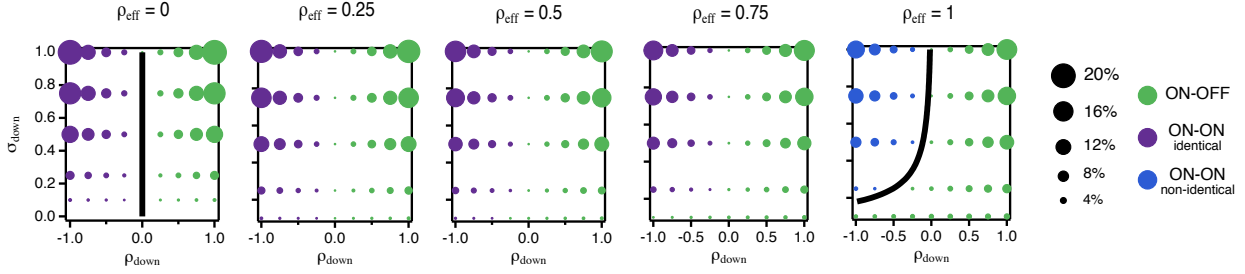 ρeff = 0
ρeff = 0.25
ρeff = 0.5
ρeff = 0.75
ρeff = 1
σdown
1.0
0.8
0.6
0.4
0.2
0.0
-1.0 0.0 1.0
-1.0 0.0 1.0
-1.0 0.0 1.0
-1.0 0.0 0.5 1.0
-1.0 -0.5 0.0 0.5 1.0
ρdown
ρdown
ρdown
ρdown
ρdown
20%
16%
12%
8%
4%
ON-OFF
ON-ON
identical
ON-ON
non-identical